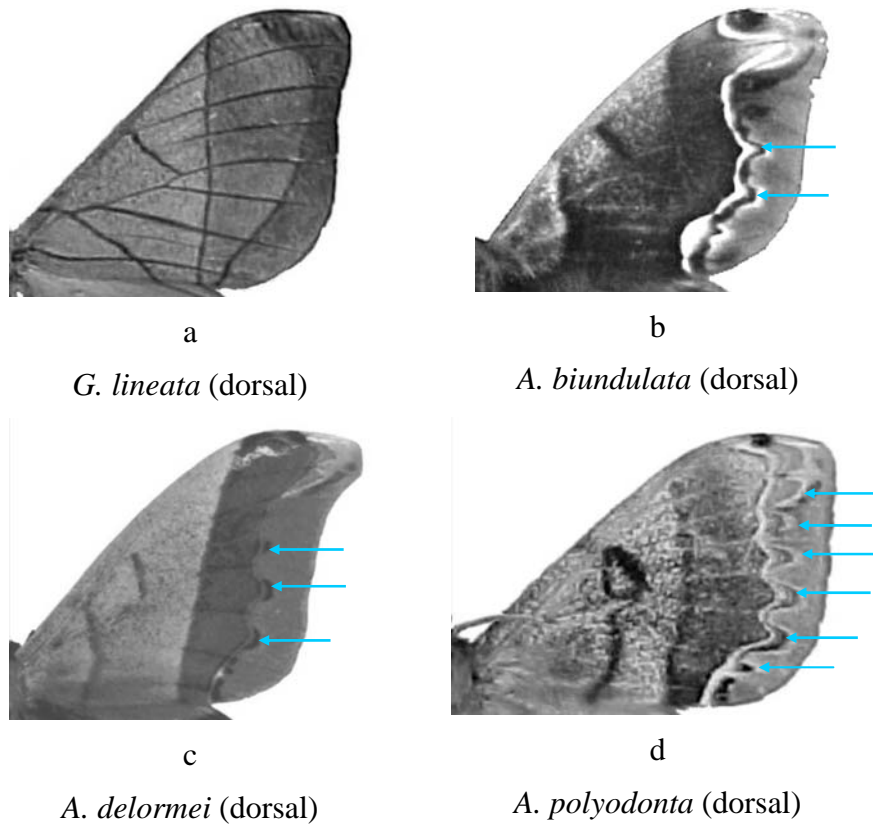 a
G. lineata (dorsal)
b
A. biundulata (dorsal)
c
A. delormei (dorsal)
d
A. polyodonta (dorsal)